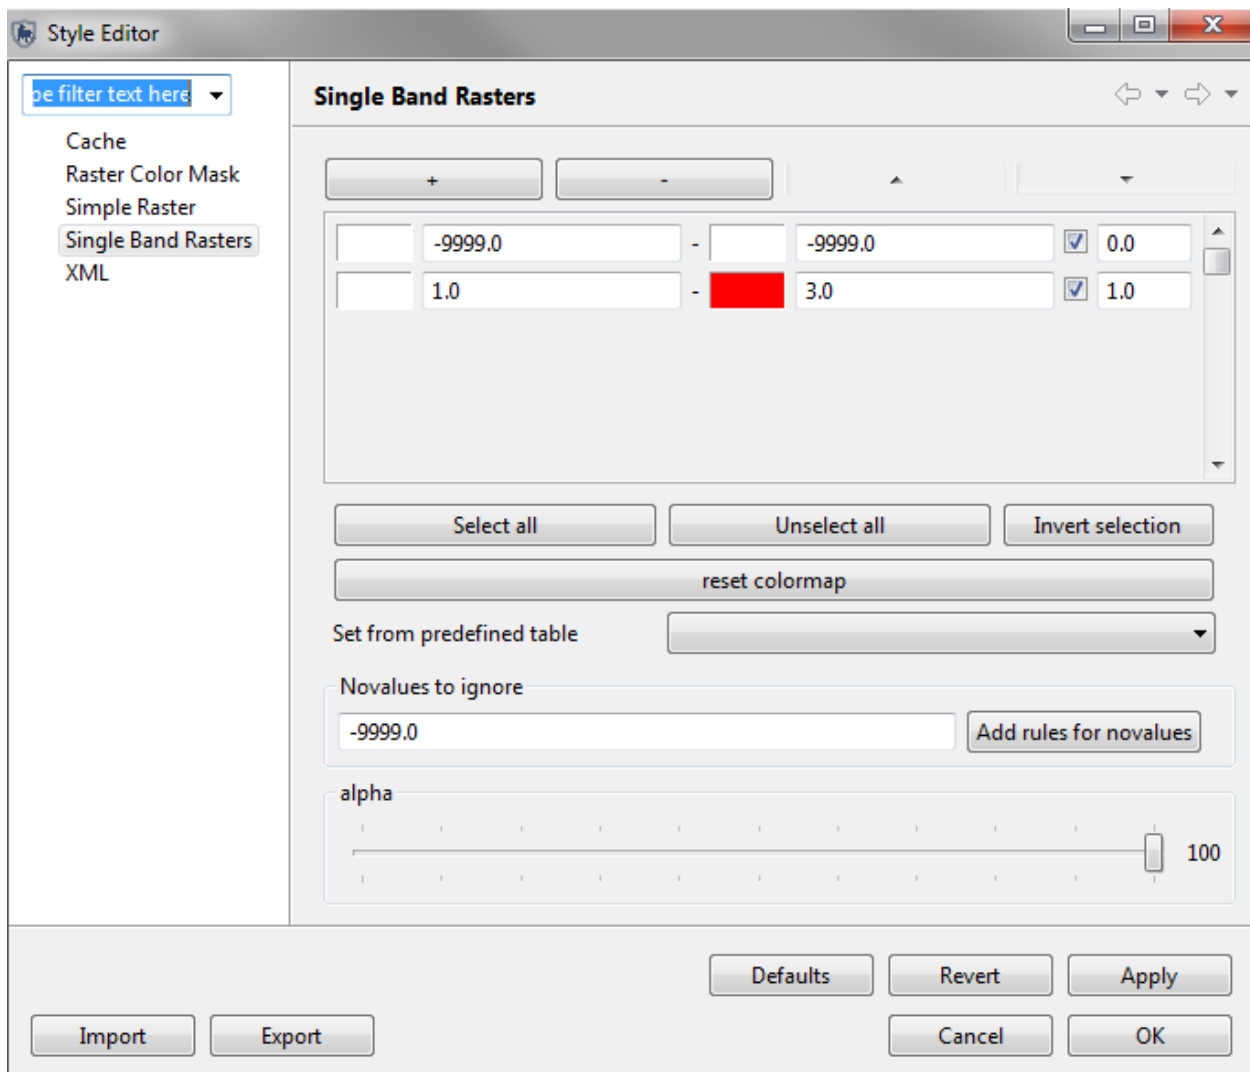 Style Editor
pe filter text here
Single Band Rasters
Cache
Raster Color Mask
Simple Raster
Single Band Rasters
XML
+ -
-9999.0 - -9999.0 0.0
1.0 - 3.0 1.0
Select all Unselect all Invert selection
reset colormap
Set from predefined table
Novalues to ignore
-9999.0 Add rules for novalues
alpha
100
Defaults Revert Apply
Import Export Cancel OK